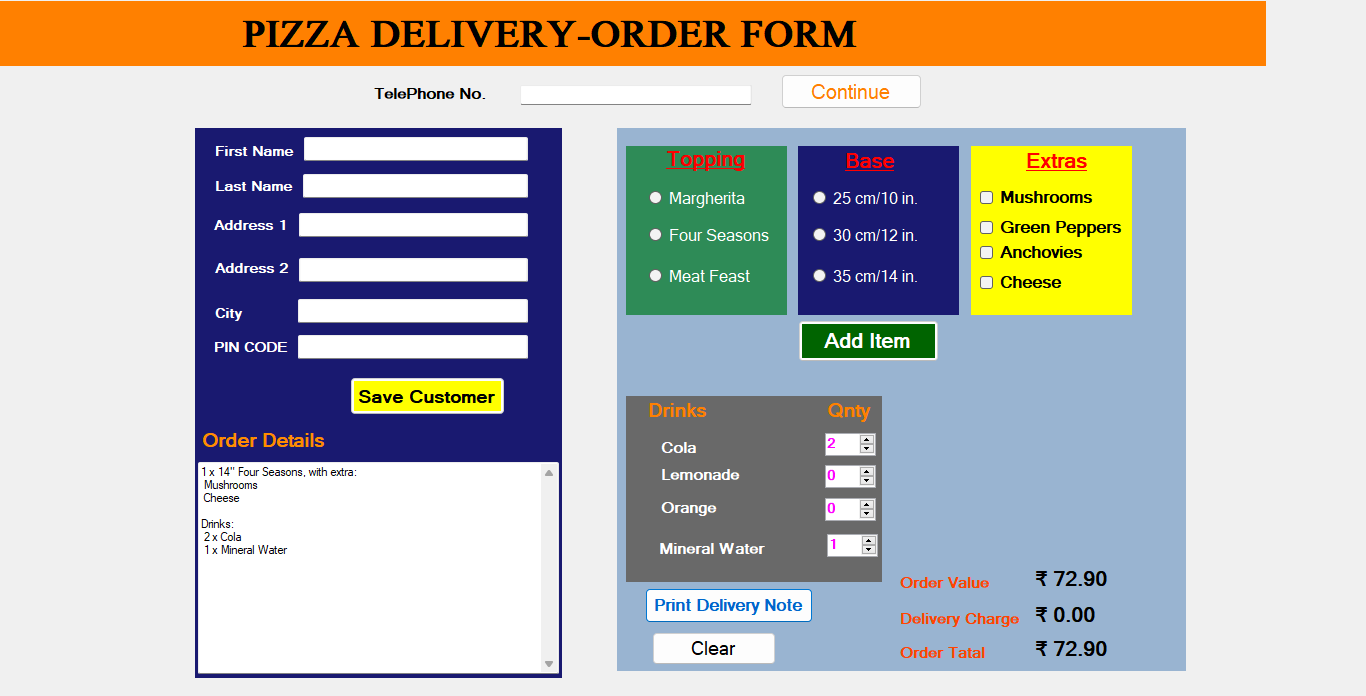 PIZZA DELIVERY-ORDER FORM
TelePhone No.
Continue
First Name
Last Name
Address 1
Address 2
City
PIN CODE
Save Customer
Order Details
1 x 14" Four Seasons, with extra:
Mushrooms
Cheese
Drinks:
2 x Cola
1 x Mineral Water
Topping
Margherita
Four Seasons
Meat Feast
Base
25 cm/10 in.
30 cm/12 in.
35 cm/14 in.
Extras
Mushrooms
Green Peppers
Anchovies
Cheese
Add Item
Drinks Qnty
Cola 2
Lemonade 0
Orange 0
Mineral Water 1
Print Delivery Note
Clear
Order Value ₹ 72.90
Delivery Charge ₹ 0.00
Order Tatal ₹ 72.90